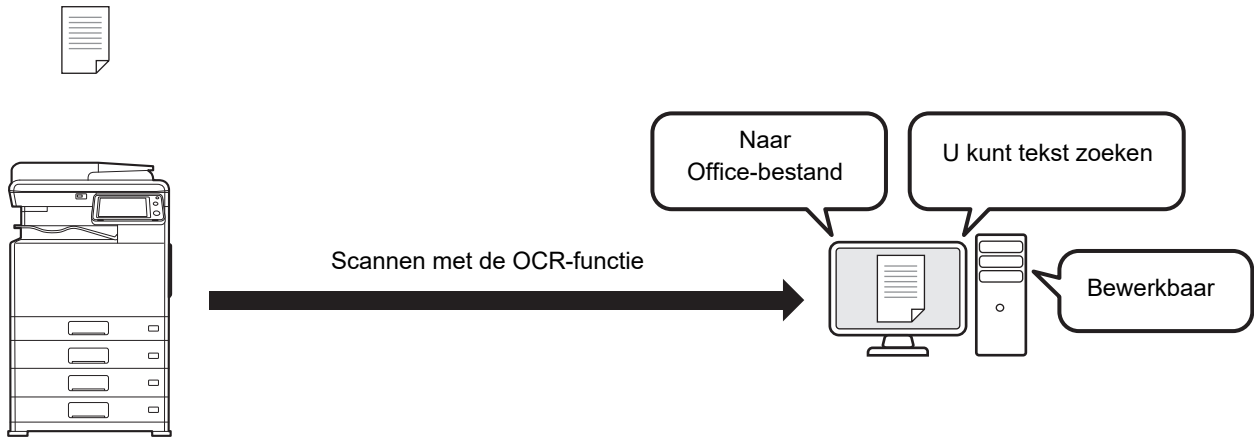 Naar
Office-bestand
U kunt tekst zoeken
Scannen met de OCR-functie
Bewerkbaar